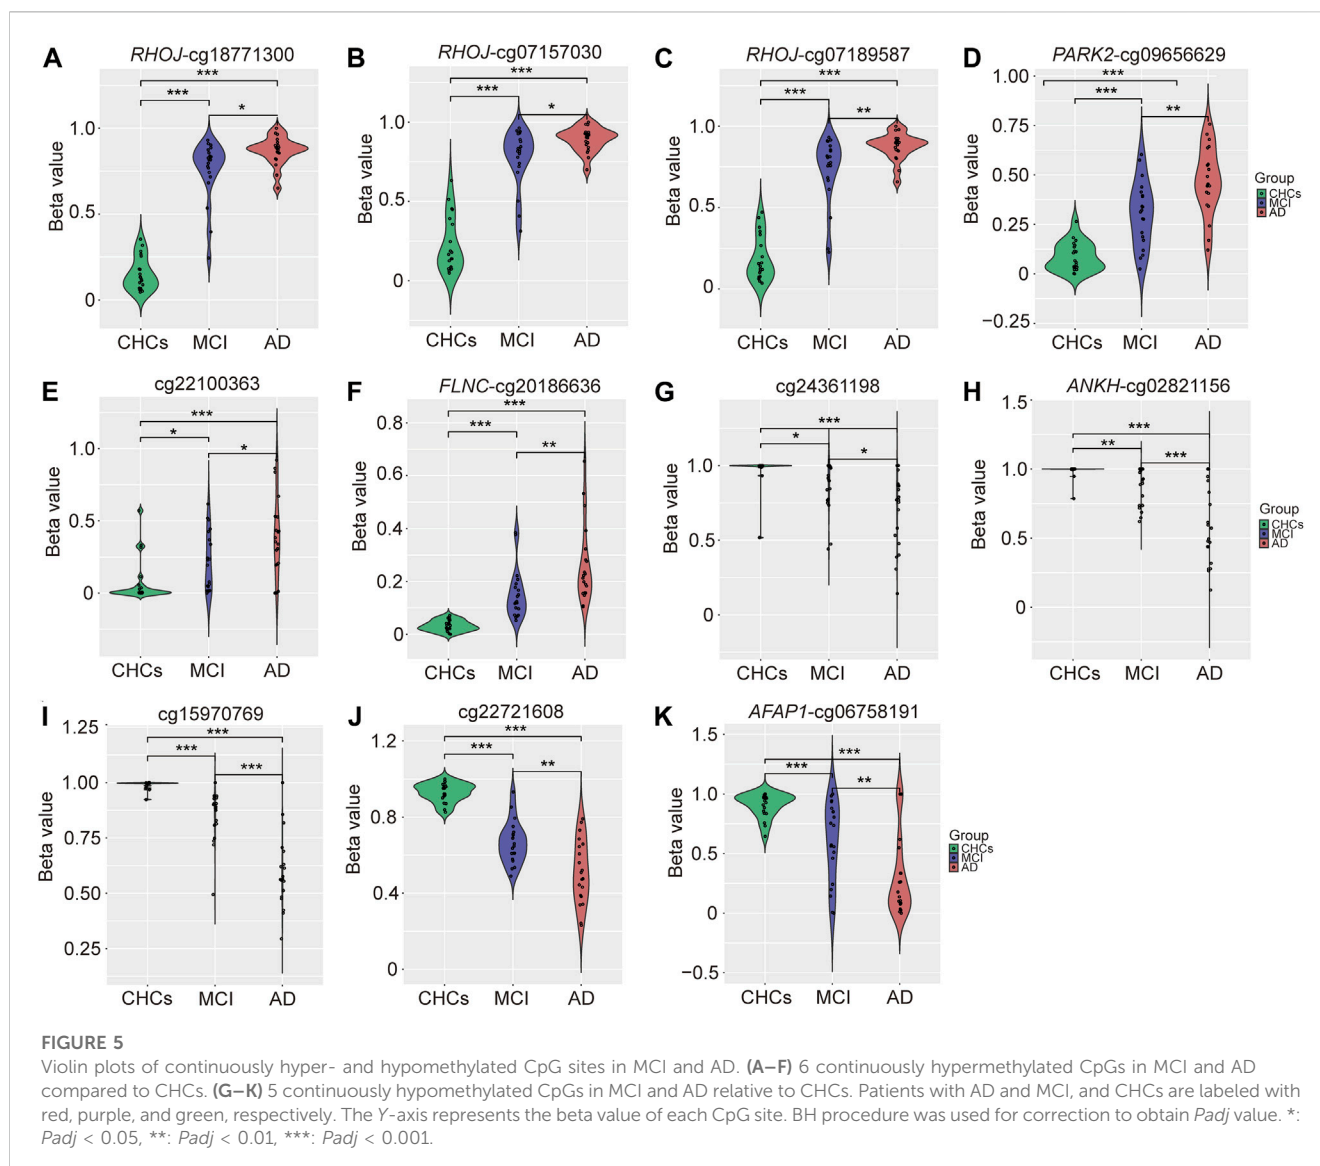 A RHOJ-cg18771300
B RHOJ-cg07157030
C RHOJ-cg07189587
D PARK2-cg09656629
Beta value
1.0
0.5
0
*** *** *
CHCs MCI AD
Beta value
1.0
0.5
0
*** *** *
CHCs MCI AD
Beta value
1.0
0.5
0
*** *** **
CHCs MCI AD
Beta value
1.00
0.75
0.50
0.25
0
−0.25
*** *** **
CHCs MCI AD
Group
CHCs
MCI
AD
E cg22100363
F FLNC-cg20186636
G cg24361198
H ANKH-cg02821156
Beta value
1.0
0.5
0
*** * *
CHCs MCI AD
Beta value
0.8
0.6
0.4
0.2
0
*** *** **
CHCs MCI AD
Beta value
1.0
0.5
0
*** * *
CHCs MCI AD
Beta value
1.5
1.0
0.5
0
*** ** ***
CHCs MCI AD
Group
CHCs
MCI
AD
I cg15970769
J cg22721608
K AFAP1-cg06758191
Beta value
1.25
1.00
0.75
0.50
0.25
*** *** ***
CHCs MCI AD
Beta value
1.2
0.8
0.4
0
*** *** **
CHCs MCI AD
Beta value
1.5
1.0
0.5
0
−0.5
*** *** **
CHCs MCI AD
Group
CHCs
MCI
AD
FIGURE 5
Violin plots of continuously hyper- and hypomethylated CpG sites in MCI and AD. (A–F) 6 continuously hypermethylated CpGs in MCI and AD
compared to CHCs. (G–K) 5 continuously hypomethylated CpGs in MCI and AD relative to CHCs. Patients with AD and MCI, and CHCs are labeled with
red, purple, and green, respectively. The Y-axis represents the beta value of each CpG site. BH procedure was used for correction to obtain Padj value. *:
Padj < 0.05, **: Padj < 0.01, ***: Padj < 0.001.